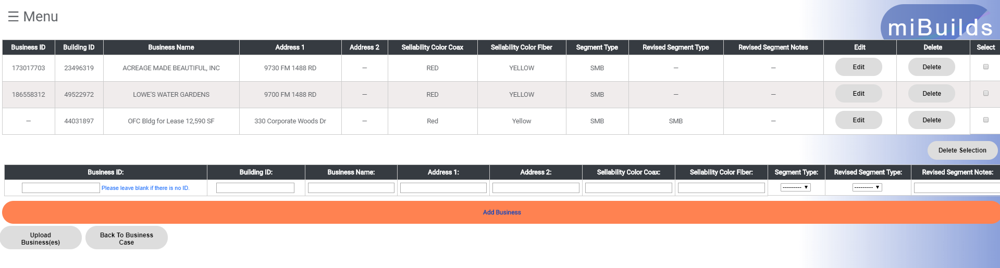 ☰ Menu
miBuilds
Business ID Building ID Business Name Address 1 Address 2 Sellability Color Coax Sellability Color Fiber Segment Type Revised Segment Type Revised Segment Notes Edit Delete Select
173017703 23496319 ACREAGE MADE BEAUTIFUL, INC 9730 FM 1488 RD — RED YELLOW SMB — — Edit Delete
186558312 49522972 LOWE'S WATER GARDENS 9700 FM 1488 RD — RED YELLOW SMB — — Edit Delete
— 44031897 OFC Bldg for Lease 12,590 SF 330 Corporate Woods Dr — Red Yellow SMB SMB — Edit Delete
Delete Selection
Business ID: Building ID: Business Name: Address 1: Address 2: Sellability Color Coax: Sellability Color Fiber: Segment Type: Revised Segment Type: Revised Segment Notes:
Please leave blank if there is no ID. --------- ---------
Add Business
Upload
Business(es)
Back To Business
Case